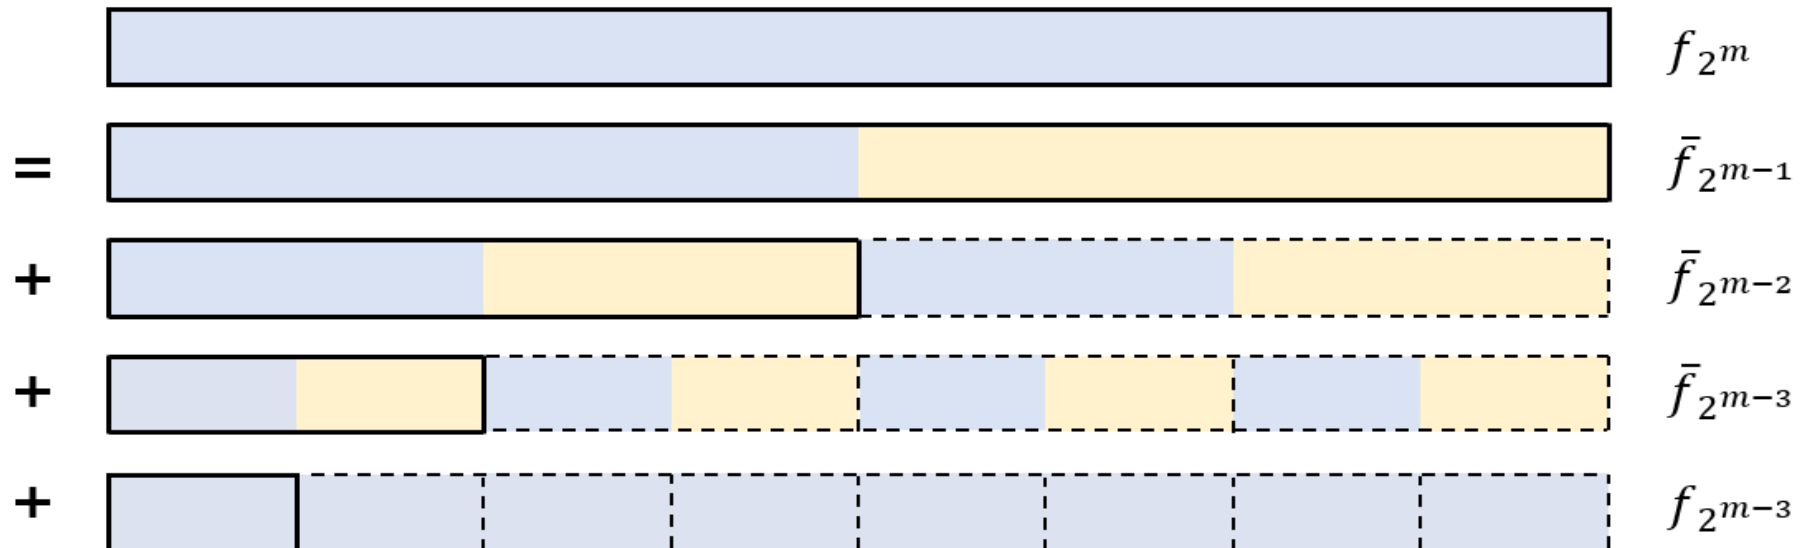 f_{2^m}
= f̄_{2^{m−1}}
+ f̄_{2^{m−2}}
+ f̄_{2^{m−3}}
+ f_{2^{m−3}}